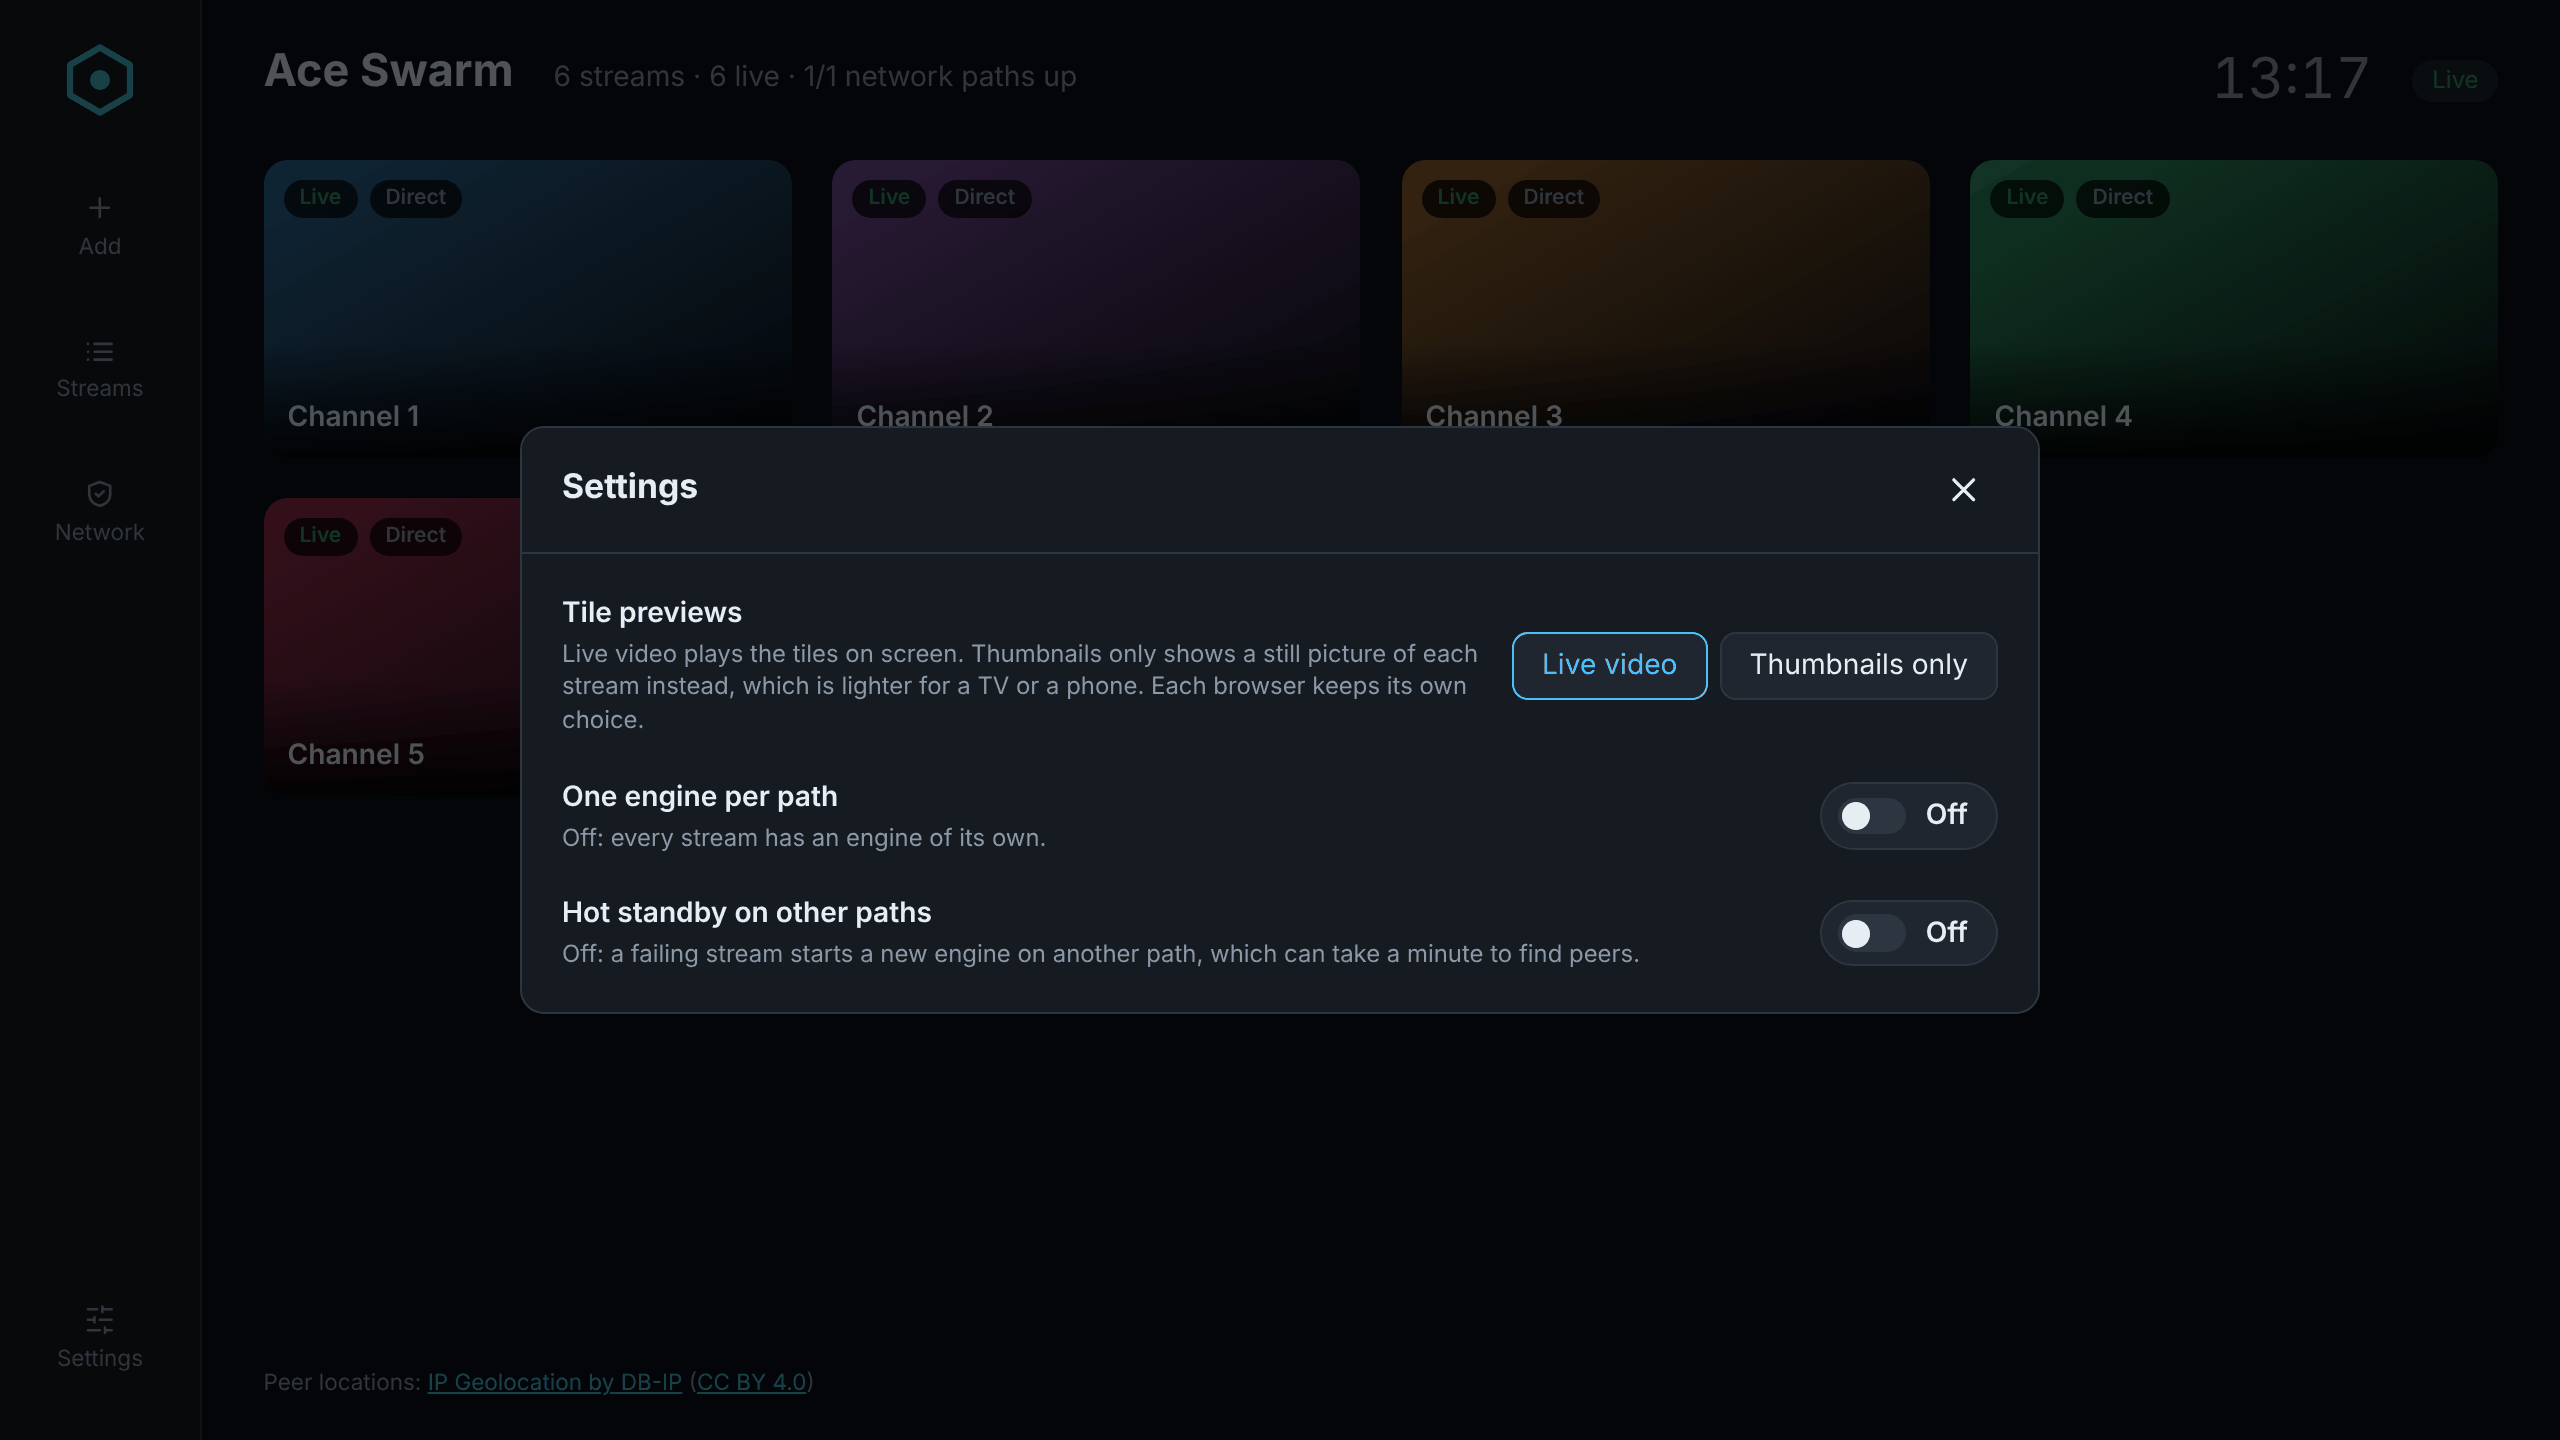 Ace Swarm
6 streams · 6 live · 1/1 network paths up
13:17
Live
Add
Streams
Network
Settings
Live Direct
Channel 1
Live Direct
Channel 2
Live Direct
Channel 3
Live Direct
Channel 4
Live Direct
Channel 5
Settings
Tile previews
Live video plays the tiles on screen. Thumbnails only shows a still picture of each
stream instead, which is lighter for a TV or a phone. Each browser keeps its own
choice.
Live video
Thumbnails only
One engine per path
Off: every stream has an engine of its own.
Off
Hot standby on other paths
Off: a failing stream starts a new engine on another path, which can take a minute to find peers.
Off
Peer locations: IP Geolocation by DB-IP (CC BY 4.0)